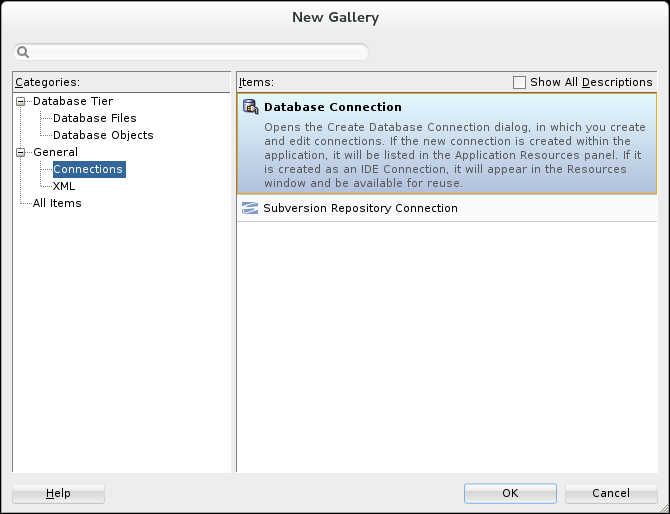 New Gallery
Categories:
Database Tier
Database Files
Database Objects
General
Connections
XML
All Items
Items:
Show All Descriptions
Database Connection
Opens the Create Database Connection dialog, in which you create
and edit connections. If the new connection is created within the
application, it will be listed in the Application Resources panel. If it
is created as an IDE Connection, it will appear in the Resources
window and be available for reuse.
Subversion Repository Connection
Help
OK
Cancel